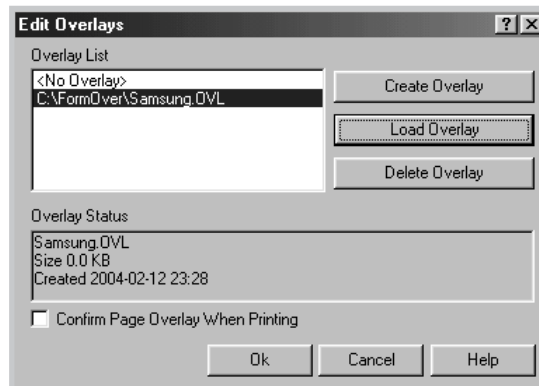 Edit Overlays
Overlay List
<No Overlay>
C:\FormOver\Samsung.OVL
Create Overlay
Load Overlay
Delete Overlay
Overlay Status
Samsung.OVL
Size 0.0 KB
Created 2004-02-12 23:28
Confirm Page Overlay When Printing
Ok
Cancel
Help